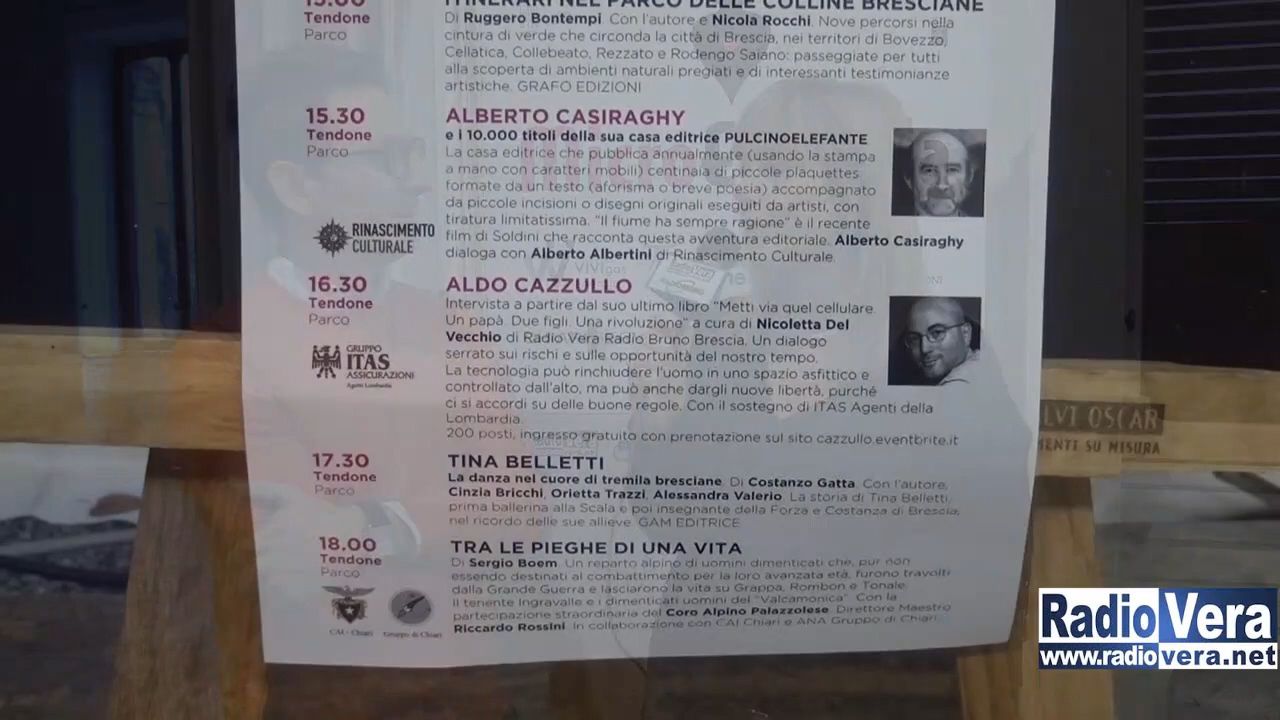 15.00
Tendone
Parco
ITINERARI NEL PARCO DELLE COLLINE BRESCIANE
Di Ruggero Bontempi. Con l'autore e Nicola Rocchi. Nove percorsi nella
cintura di verde che circonda la città di Brescia, nei territori di Bovezzo,
Cellatica, Collebeato, Rezzato e Rodengo Saiano: passeggiate per tutti
alla scoperta di ambienti naturali pregiati e di interessanti testimonianze
artistiche. GRAFO EDIZIONI
15.30
Tendone
Parco
RINASCIMENTO
CULTURALE
ALBERTO CASIRAGHY
e i 10.000 titoli della sua casa editrice PULCINOELEFANTE
La casa editrice che pubblica annualmente (usando la stampa
a mano con caratteri mobili) centinaia di piccole plaquettes
formate da un testo (aforisma o breve poesia) accompagnato
da piccole incisioni o disegni originali eseguiti da artisti, con
tiratura limitatissima. "Il fiume ha sempre ragione" è il recente
film di Soldini che racconta questa avventura editoriale. Alberto Casiraghy
dialoga con Alberto Albertini di Rinascimento Culturale.
VIVIgas
16.30
Tendone
Parco
GRUPPO
ITAS
ASSICURAZIONI
Agenti Lombardia
ALDO CAZZULLO
Intervista a partire dal suo ultimo libro "Metti via quel cellulare.
Un papà. Due figli. Una rivoluzione" a cura di Nicoletta Del
Vecchio di Radio Vera Radio Bruno Brescia. Un dialogo
serrato sui rischi e sulle opportunità del nostro tempo.
La tecnologia può rinchiudere l'uomo in uno spazio asfittico e
controllato dall'alto, ma può anche dargli nuove libertà, purché
ci si accordi su delle buone regole. Con il sostegno di ITAS Agenti della
Lombardia.
200 posti, ingresso gratuito con prenotazione sul sito cazzullo.eventbrite.it
17.30
Tendone
Parco
TINA BELLETTI
La danza nel cuore di tremila bresciane. Di Costanzo Gatta. Con l'autore,
Cinzia Bricchi, Orietta Trazzi, Alessandra Valerio. La storia di Tina Belletti,
prima ballerina alla Scala e poi insegnante della Forza e Costanza di Brescia,
nel ricordo delle sue allieve. GAM EDITRICE
18.00
Tendone
Parco
CAI - Chiari
Gruppo di Chiari
TRA LE PIEGHE DI UNA VITA
Di Sergio Boem. Un reparto alpino di uomini dimenticati che, pur non
essendo destinati al combattimento per la loro avanzata età, furono travolti
dalla Grande Guerra e lasciarono la vita su Grappa, Rombon e Tonale.
Il tenente Ingravalle e i dimenticati uomini del "Valcamonica". Con la
partecipazione straordinaria del Coro Alpino Palazzolese. Direttore Maestro
Riccardo Rossini. In collaborazione con CAI Chiari e ANA Gruppo di Chiari.
LVI OSCAR
MENTI SU MISURA
Radio Vera
www.radiovera.net